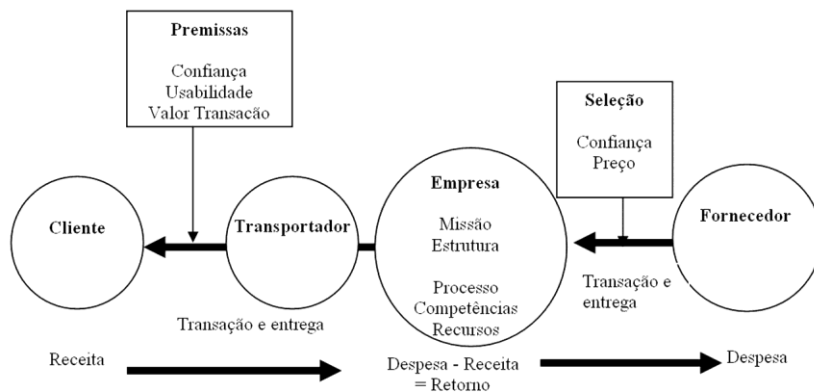 Premissas
Confiança
Usabilidade
Valor Transacão
Seleção
Confiança
Preço
Cliente
Transportador
Empresa
Missão
Estrutura
Processo
Competências
Recursos
Fornecedor
Transação e entrega
Transação e
entrega
Receita
Despesa - Receita
= Retorno
Despesa